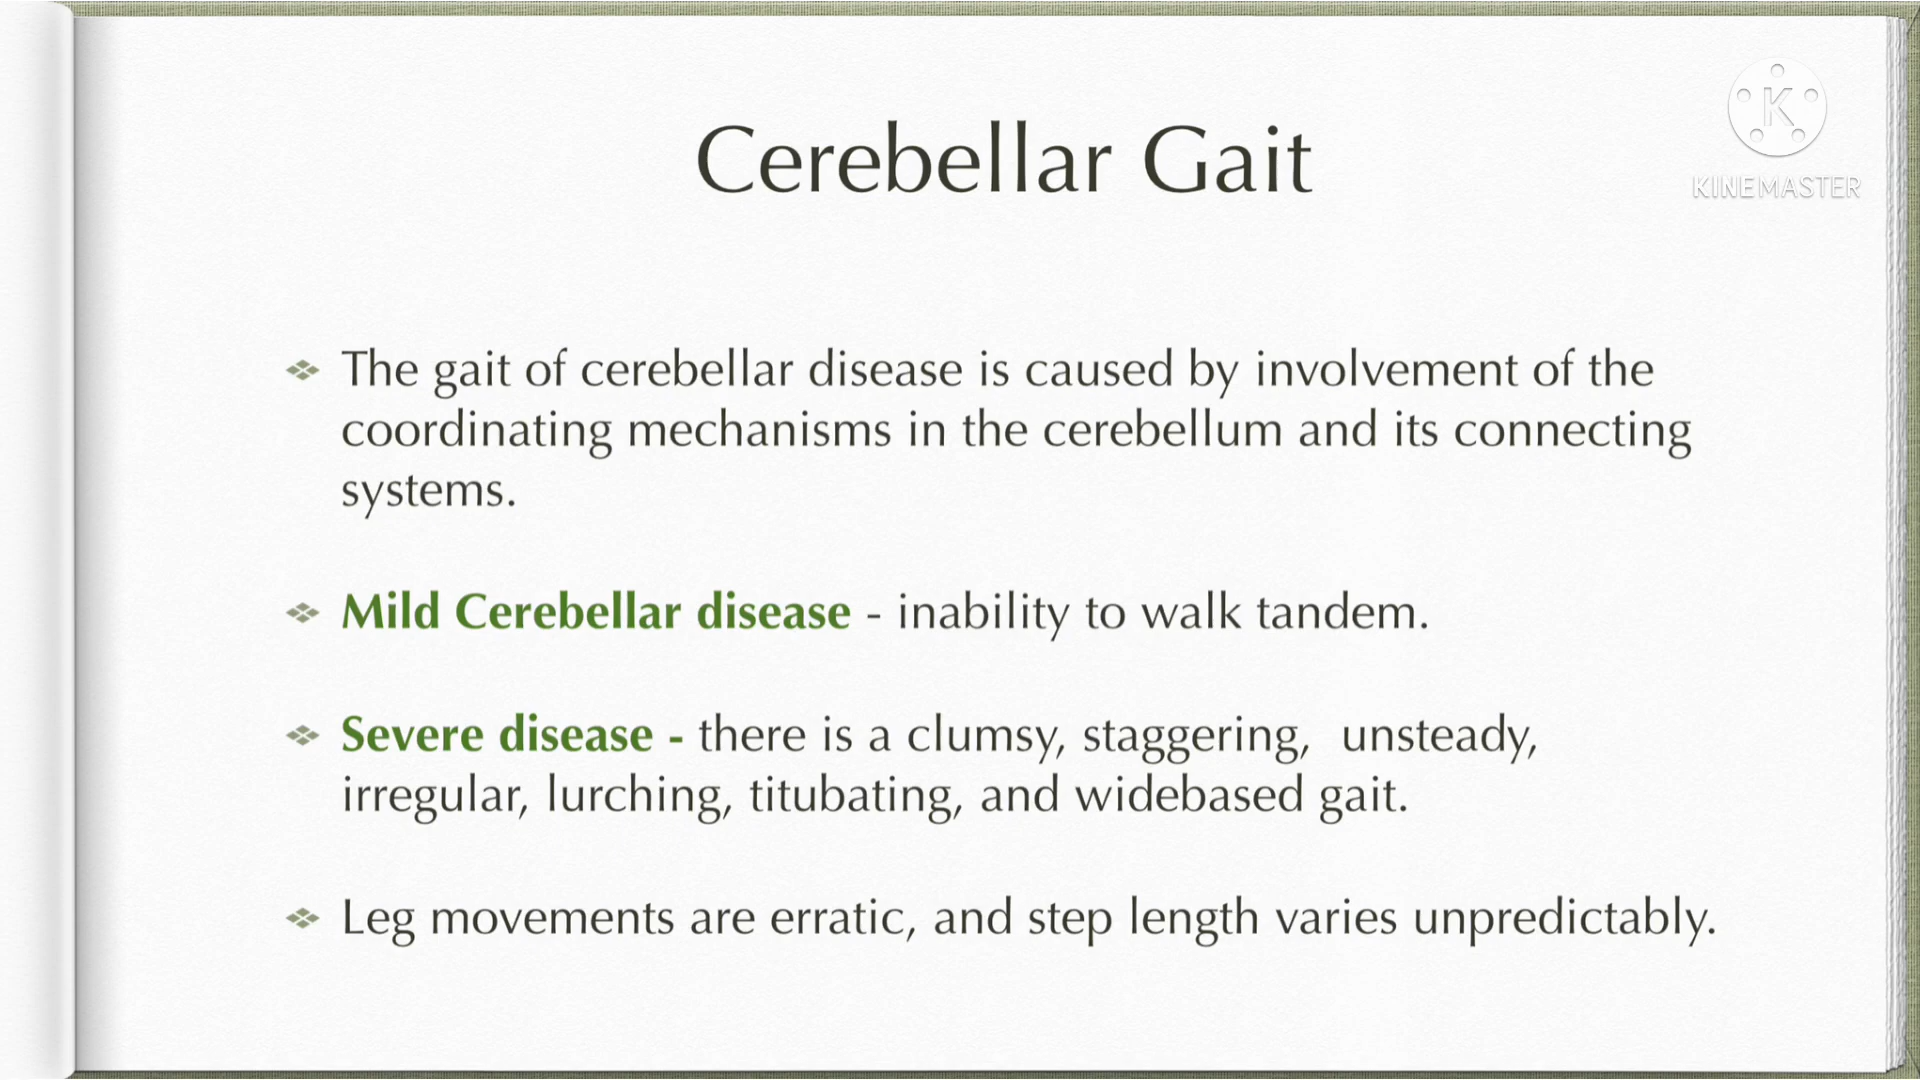 Cerebellar Gait
K
KINEMASTER
The gait of cerebellar disease is caused by involvement of the
coordinating mechanisms in the cerebellum and its connecting
systems.
Mild Cerebellar disease - inability to walk tandem.
Severe disease - there is a clumsy, staggering,  unsteady,
irregular, lurching, titubating, and widebased gait.
Leg movements are erratic, and step length varies unpredictably.